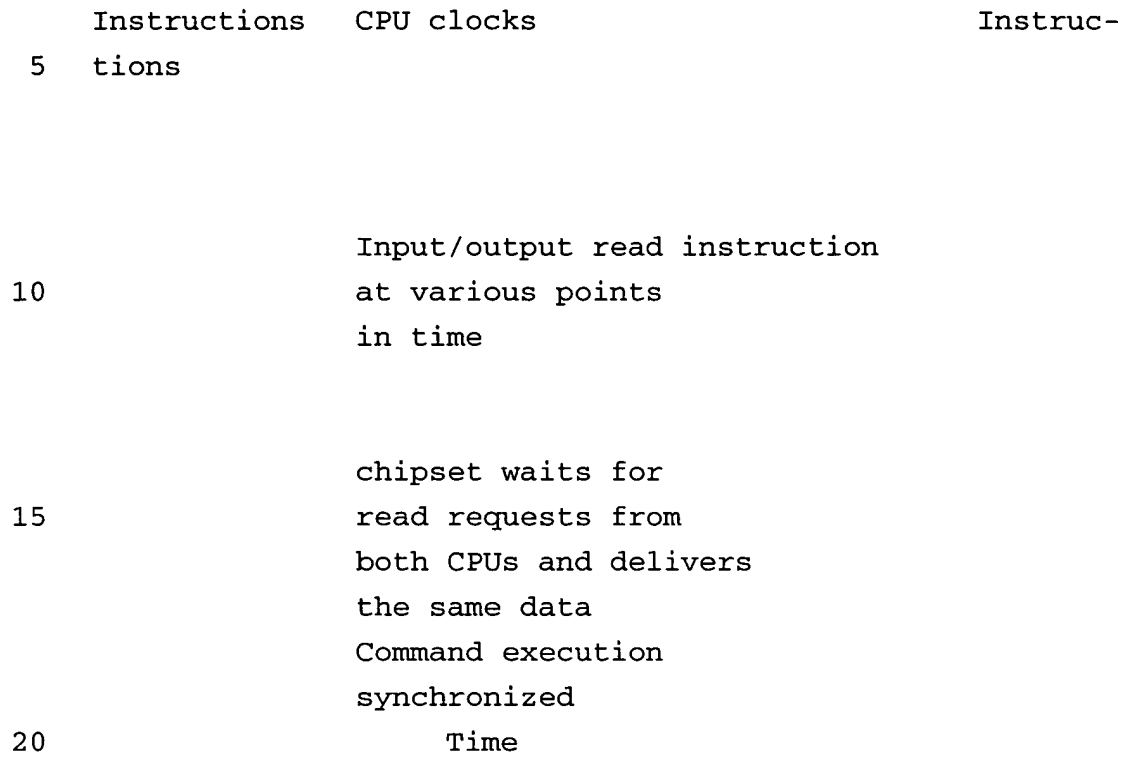 Instructions CPU clocks Instruc-
5 tions
Input/output read instruction
10 at various points
in time
chipset waits for
15 read requests from
both CPUs and delivers
the same data
Command execution
synchronized
20 Time